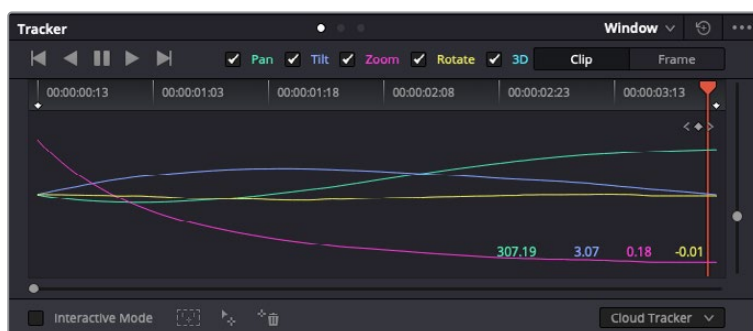 Tracker Window
Pan Tilt Zoom Rotate 3D Clip Frame
00:00:00:13 00:00:01:03 00:00:01:18 00:00:02:08 00:00:02:23 00:00:03:13
307.19 3.07 0.18 -0.01
Interactive Mode Cloud Tracker